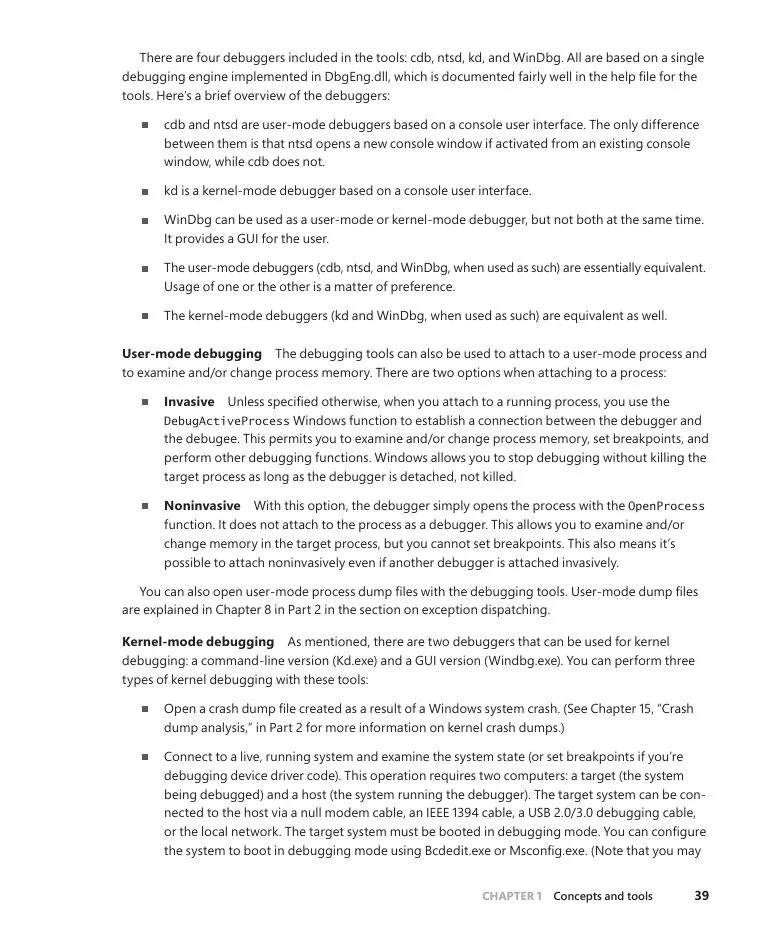 There are four debuggers included in the tools: cdb, ntsd, kd, and WinDbg. All are based on a single
debugging engine implemented in DbgEng.dll, which is documented fairly well in the help file for the
tools. Here's a brief overview of the debuggers:
■ cdb and ntsd are user-mode debuggers based on a console user interface. The only difference
between them is that ntsd opens a new console window if activated from an existing console
window, while cdb does not.
■ kd is a kernel-mode debugger based on a console user interface.
■ WinDbg can be used as a user-mode or kernel-mode debugger, but not both at the same time.
It provides a GUI for the user.
■ The user-mode debuggers (cdb, ntsd, and WinDbg, when used as such) are essentially equivalent.
Usage of one or the other is a matter of preference.
■ The kernel-mode debuggers (kd and WinDbg, when used as such) are equivalent as well.
User-mode debugging The debugging tools can also be used to attach to a user-mode process and
to examine and/or change process memory. There are two options when attaching to a process:
■ Invasive Unless specified otherwise, when you attach to a running process, you use the
DebugActiveProcess Windows function to establish a connection between the debugger and
the debugee. This permits you to examine and/or change process memory, set breakpoints, and
perform other debugging functions. Windows allows you to stop debugging without killing the
target process as long as the debugger is detached, not killed.
■ Noninvasive With this option, the debugger simply opens the process with the OpenProcess
function. It does not attach to the process as a debugger. This allows you to examine and/or
change memory in the target process, but you cannot set breakpoints. This also means it's
possible to attach noninvasively even if another debugger is attached invasively.
You can also open user-mode process dump files with the debugging tools. User-mode dump files
are explained in Chapter 8 in Part 2 in the section on exception dispatching.
Kernel-mode debugging As mentioned, there are two debuggers that can be used for kernel
debugging: a command-line version (Kd.exe) and a GUI version (Windbg.exe). You can perform three
types of kernel debugging with these tools:
■ Open a crash dump file created as a result of a Windows system crash. (See Chapter 15, "Crash
dump analysis," in Part 2 for more information on kernel crash dumps.)
■ Connect to a live, running system and examine the system state (or set breakpoints if you're
debugging device driver code). This operation requires two computers: a target (the system
being debugged) and a host (the system running the debugger). The target system can be con-
nected to the host via a null modem cable, an IEEE 1394 cable, a USB 2.0/3.0 debugging cable,
or the local network. The target system must be booted in debugging mode. You can configure
the system to boot in debugging mode using Bcdedit.exe or Msconfig.exe. (Note that you may
CHAPTER 1 Concepts and tools 39